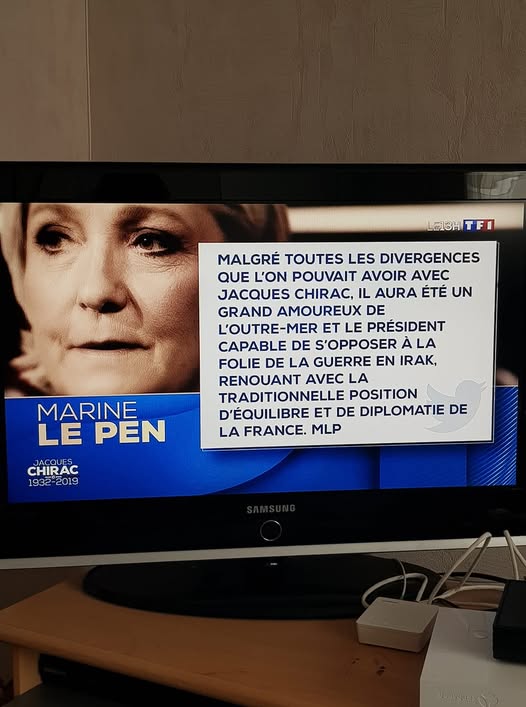 LE13H TF1
MALGRÉ TOUTES LES DIVERGENCES
QUE L'ON POUVAIT AVOIR AVEC
JACQUES CHIRAC, IL AURA ÉTÉ UN
GRAND AMOUREUX DE
L'OUTRE-MER ET LE PRÉSIDENT
CAPABLE DE S'OPPOSER À LA
FOLIE DE LA GUERRE EN IRAK,
RENOUANT AVEC LA
TRADITIONNELLE POSITION
D'ÉQUILIBRE ET DE DIPLOMATIE DE
LA FRANCE. MLP
MARINE
LE PEN
JACQUES
CHIRAC
1932-2019
SAMSUNG